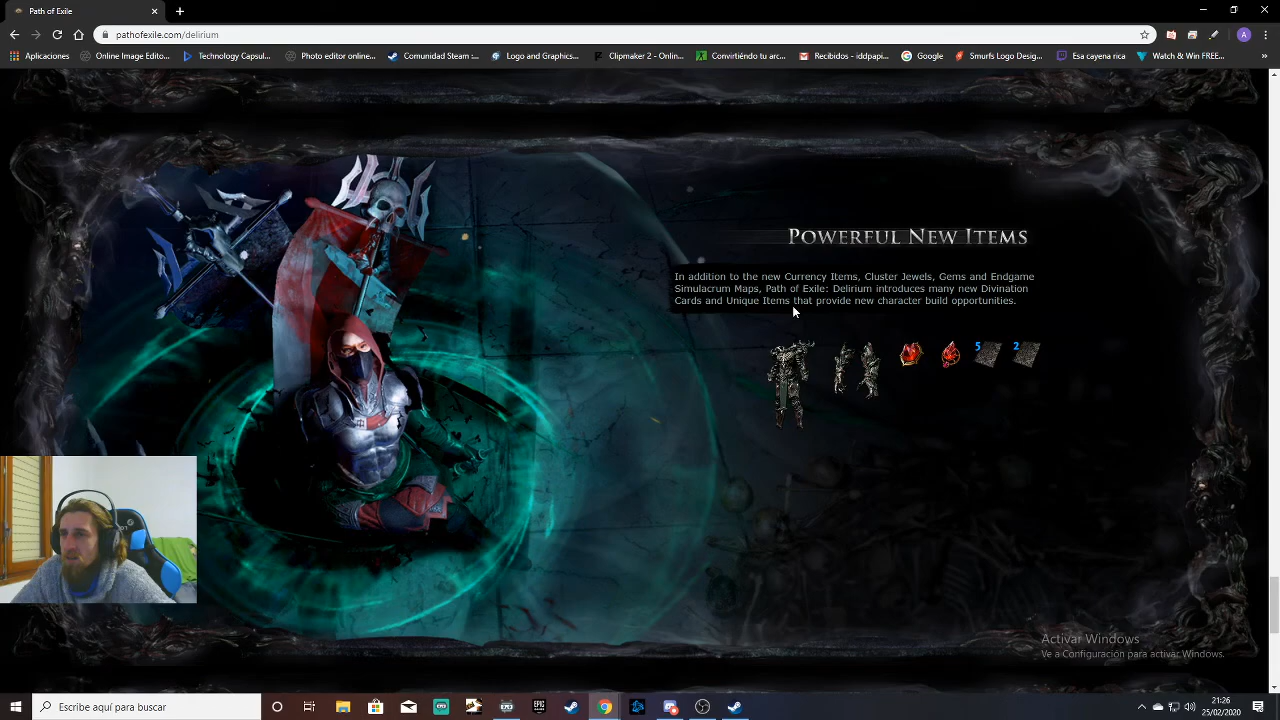 Path of Exile
pathofexile.com/delirium
Aplicaciones
Online Image Edito...
Technology Capsul...
Photo editor online...
Comunidad Steam :...
Logo and Graphics...
Clipmaker 2 - Onlin...
Convirtiéndo tu arc...
Recibidos - iddpapi...
Google
Smurfs Logo Desig...
Esa cayena rica
Watch & Win FREE...
Powerful New Items
In addition to the new Currency Items, Cluster Jewels, Gems and Endgame
Simulacrum Maps, Path of Exile: Delirium introduces many new Divination
Cards and Unique Items that provide new character build opportunities.
5
2
Activar Windows
Ve a Configuración para activar Windows.
Escribe aquí para buscar
EPIC GAMES
21:26
25/02/2020